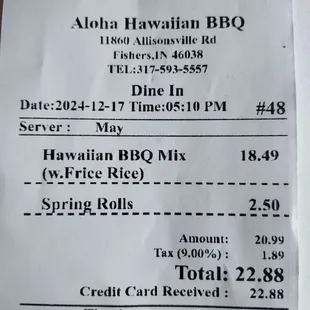 Aloha Hawaiian BBQ
11860 Allisonsville Rd
Fishers,IN 46038
TEL:317-593-5557
Dine In
Date:2024-12-17 Time:05:10 PM #48
Server : May
Hawaiian BBQ Mix 18.49
(w.Frice Rice)
Spring Rolls 2.50
Amount: 20.99
Tax (9.00%) : 1.89
Total: 22.88
Credit Card Received : 22.88